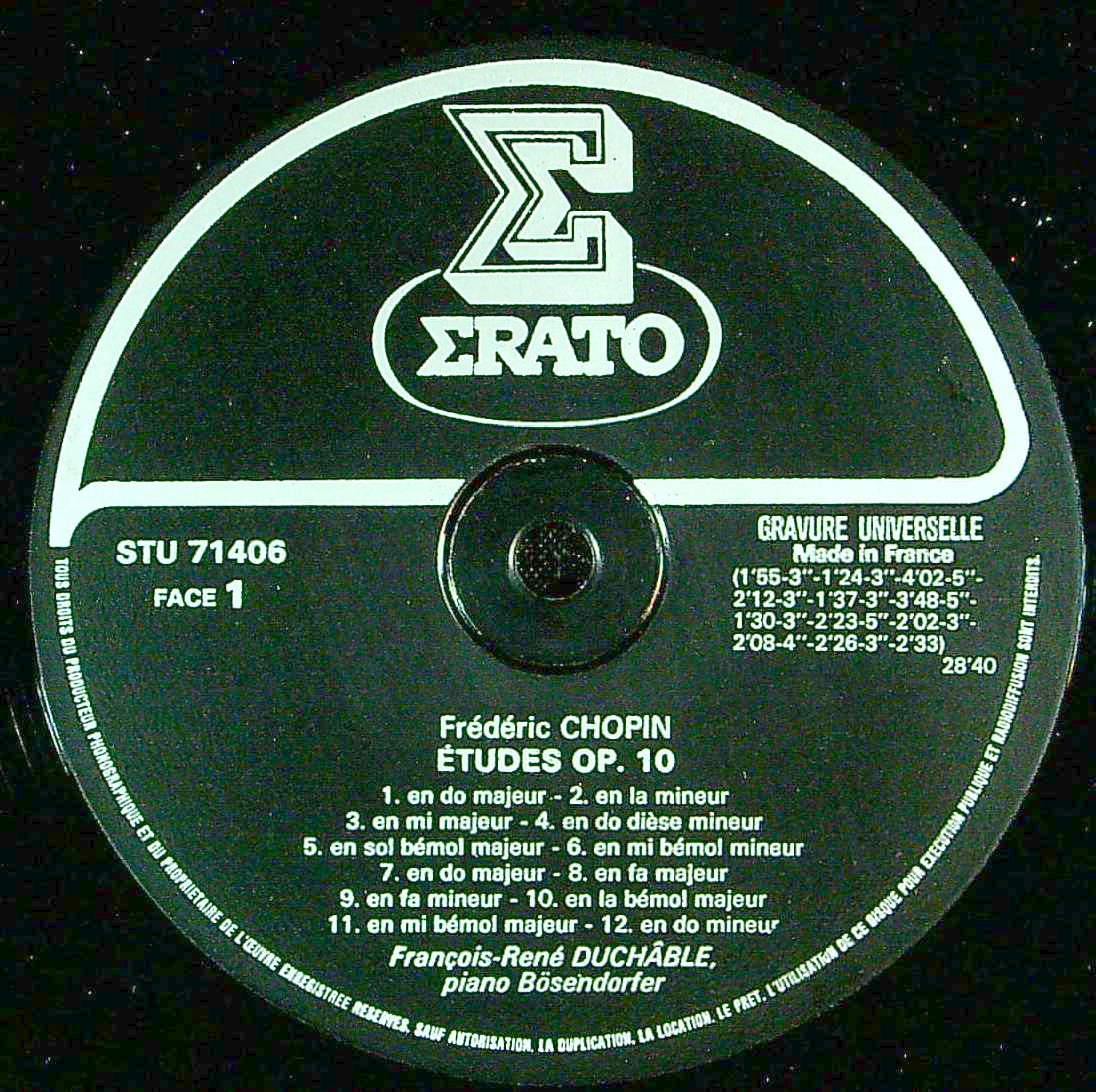 Σ
ΣRATO
STU 71406
FACE 1
GRAVURE UNIVERSELLE
Made in France
(1'55-3"-1'24-3"-4'02-5"-
2'12-3"-1'37-3"-3'48-5"-
1'30-3"-2'23-5"-2'02-3"-
2'08-4"-2'26-3"-2'33)
28'40
Frédéric CHOPIN
ÉTUDES OP. 10
1. en do majeur - 2. en la mineur
3. en mi majeur - 4. en do dièse mineur
5. en sol bémol majeur - 6. en mi bémol mineur
7. en do majeur - 8. en fa majeur
9. en fa mineur - 10. en la bémol majeur
11. en mi bémol majeur - 12. en do mineur
François-René DUCHÂBLE,
piano Bösendorfer
TOUS DROITS DU PRODUCTEUR PHONOGRAPHIQUE ET DU PROPRIETAIRE DE L'ŒUVRE ENREGISTREE RESERVES. SAUF AUTORISATION, LA DUPLICATION, LA LOCATION, LE PRET, L'UTILISATION DE CE DISQUE POUR EXECUTION PUBLIQUE ET RADIODIFFUSION SONT INTERDITS.